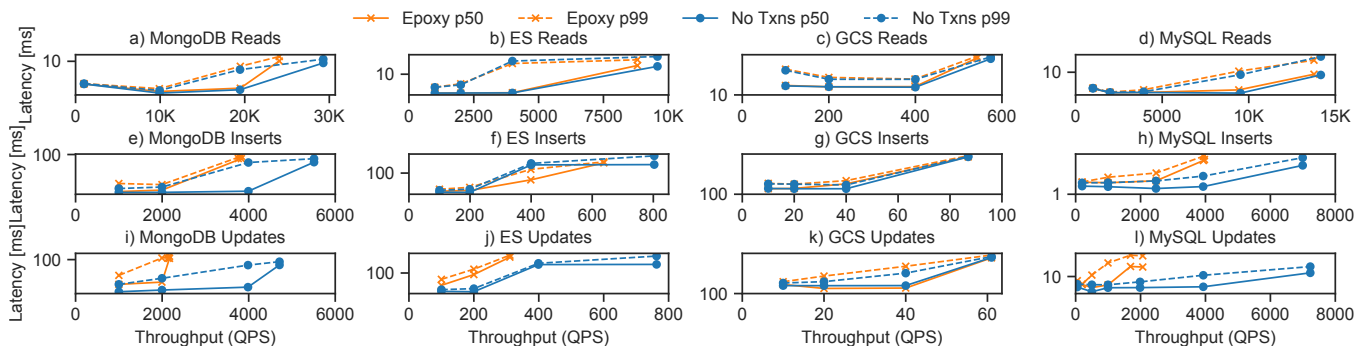 Epoxy p50 Epoxy p99 No Txns p50 No Txns p99
a) MongoDB Reads b) ES Reads c) GCS Reads d) MySQL Reads
Latency [ms]
10 10 10 10
0 10K 20K 30K 0 2500 5000 7500 10K 0 200 400 600 0 5000 10K 15K
e) MongoDB Inserts f) ES Inserts g) GCS Inserts h) MySQL Inserts
Latency [ms]
100 100 100 1
0 2000 4000 6000 0 200 400 600 800 0 20 40 60 80 100 0 2000 4000 6000 8000
i) MongoDB Updates j) ES Updates k) GCS Updates l) MySQL Updates
Latency [ms]
100 100 100 10
0 2000 4000 6000 0 200 400 600 800 0 20 40 60 0 2000 4000 6000 8000
Throughput (QPS) Throughput (QPS) Throughput (QPS) Throughput (QPS)